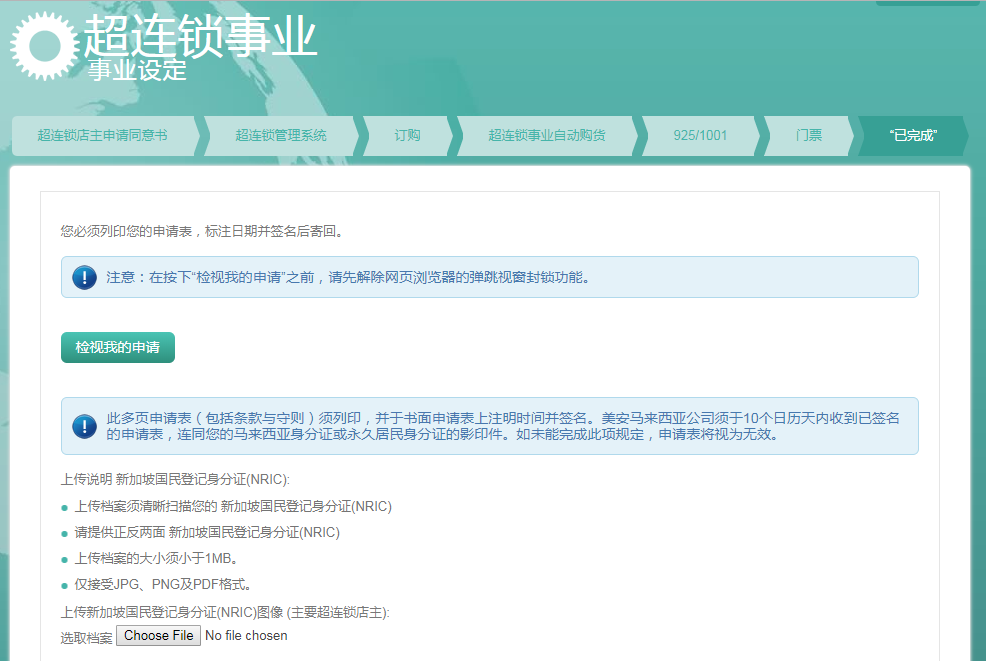 超连锁事业
事业设定
超连锁店主申请同意书
超连锁管理系统
订购
超连锁事业自动购货
925/1001
门票
“已完成”
您必须列印您的申请表，标注日期并签名后寄回。
注意：在按下“检视我的申请”之前，请先解除网页浏览器的弹跳视窗封锁功能。
检视我的申请
此多页申请表（包括条款与守则）须列印，并于书面申请表上注明时间并签名。美安马来西亚公司须于10个日历天内收到已签名
的申请表，连同您的马来西亚身分证或永久居民身分证的影印件。如未能完成此项规定，申请表将视为无效。
上传说明 新加坡国民登记身分证(NRIC):
上传档案须清晰扫描您的 新加坡国民登记身分证(NRIC)
请提供正反两面 新加坡国民登记身分证(NRIC)
上传档案的大小须小于1MB。
仅接受JPG、PNG及PDF格式。
上传新加坡国民登记身分证(NRIC)图像 (主要超连锁店主):
选取档案 Choose File No file chosen